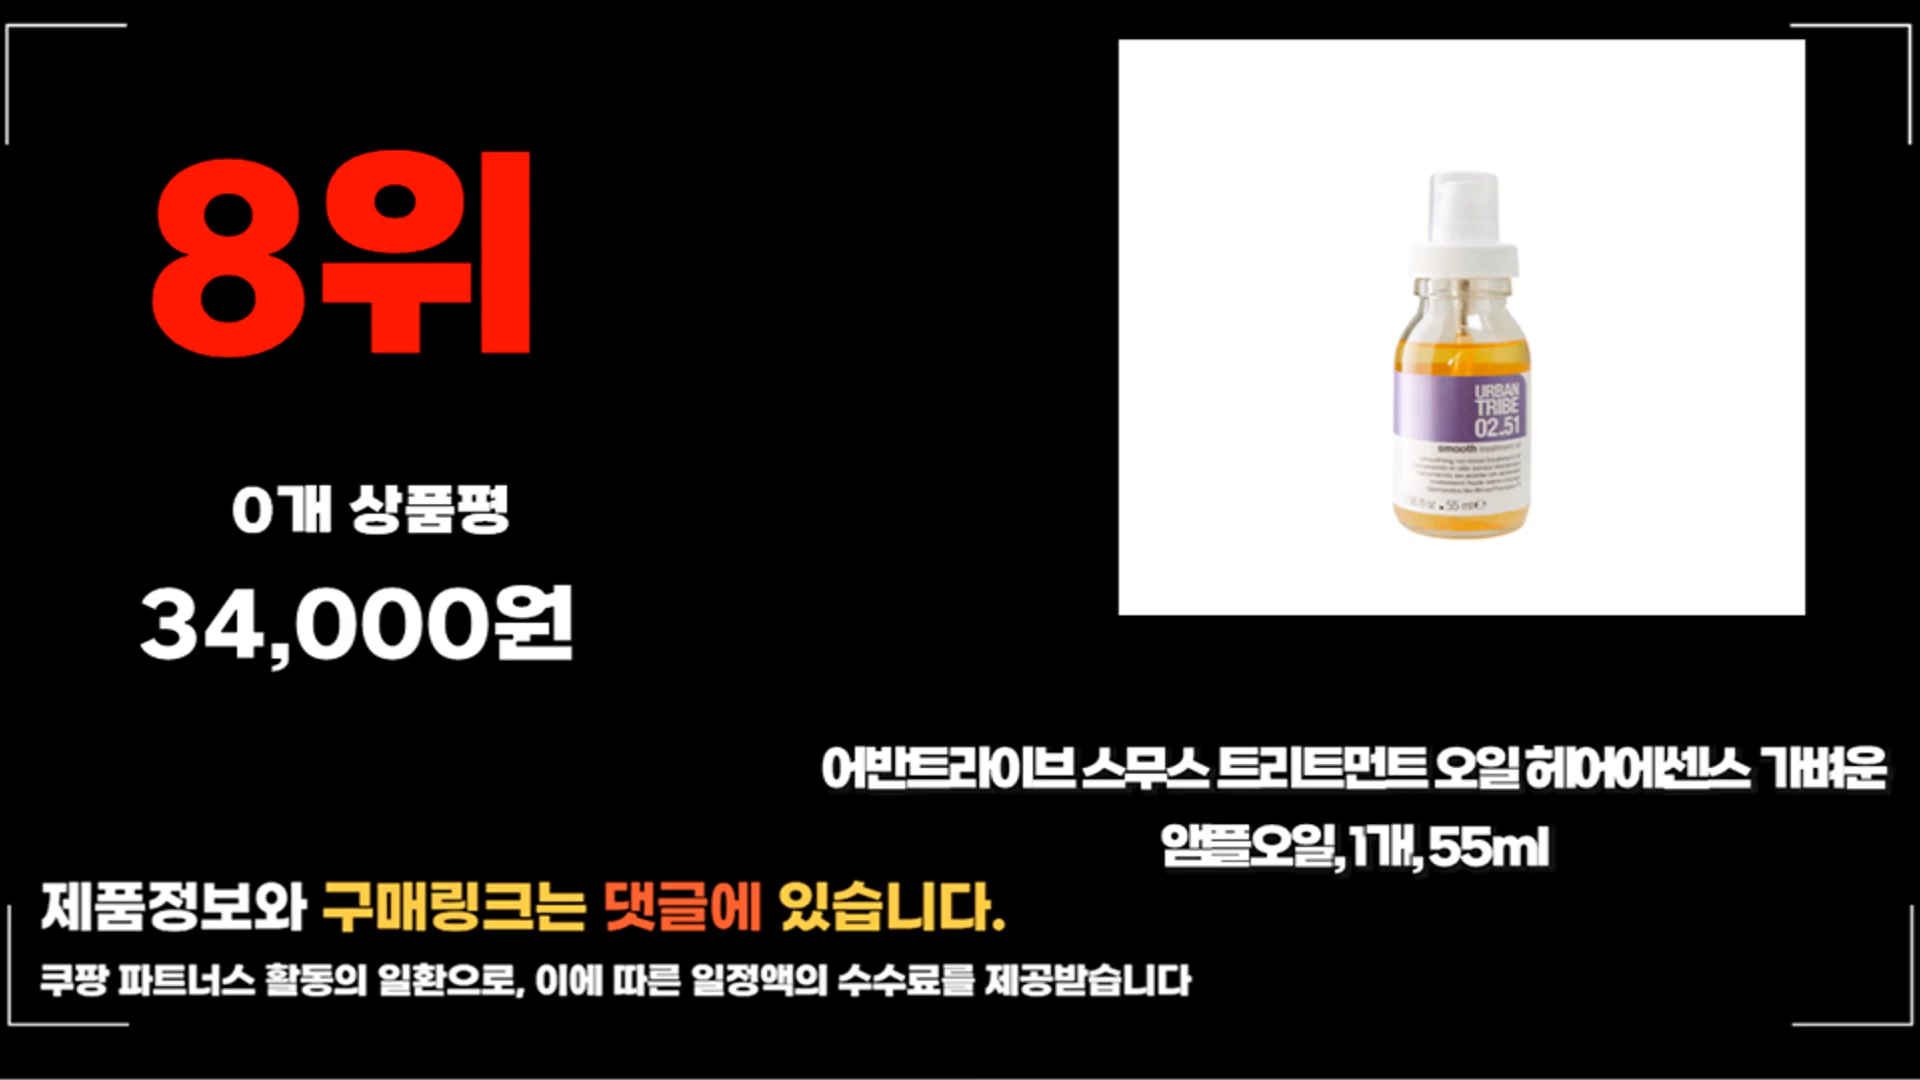 8위
0개 상품평
34,000원
URBAN
TRIBE
02.51
smooth treatment
55 ml
어반트라이브 스무스 트리트먼트 오일 헤어에센스 가벼운
앰플오일, 1개, 55ml
제품정보와 구매링크는 댓글에 있습니다.
쿠팡 파트너스 활동의 일환으로, 이에 따른 일정액의 수수료를 제공받습니다